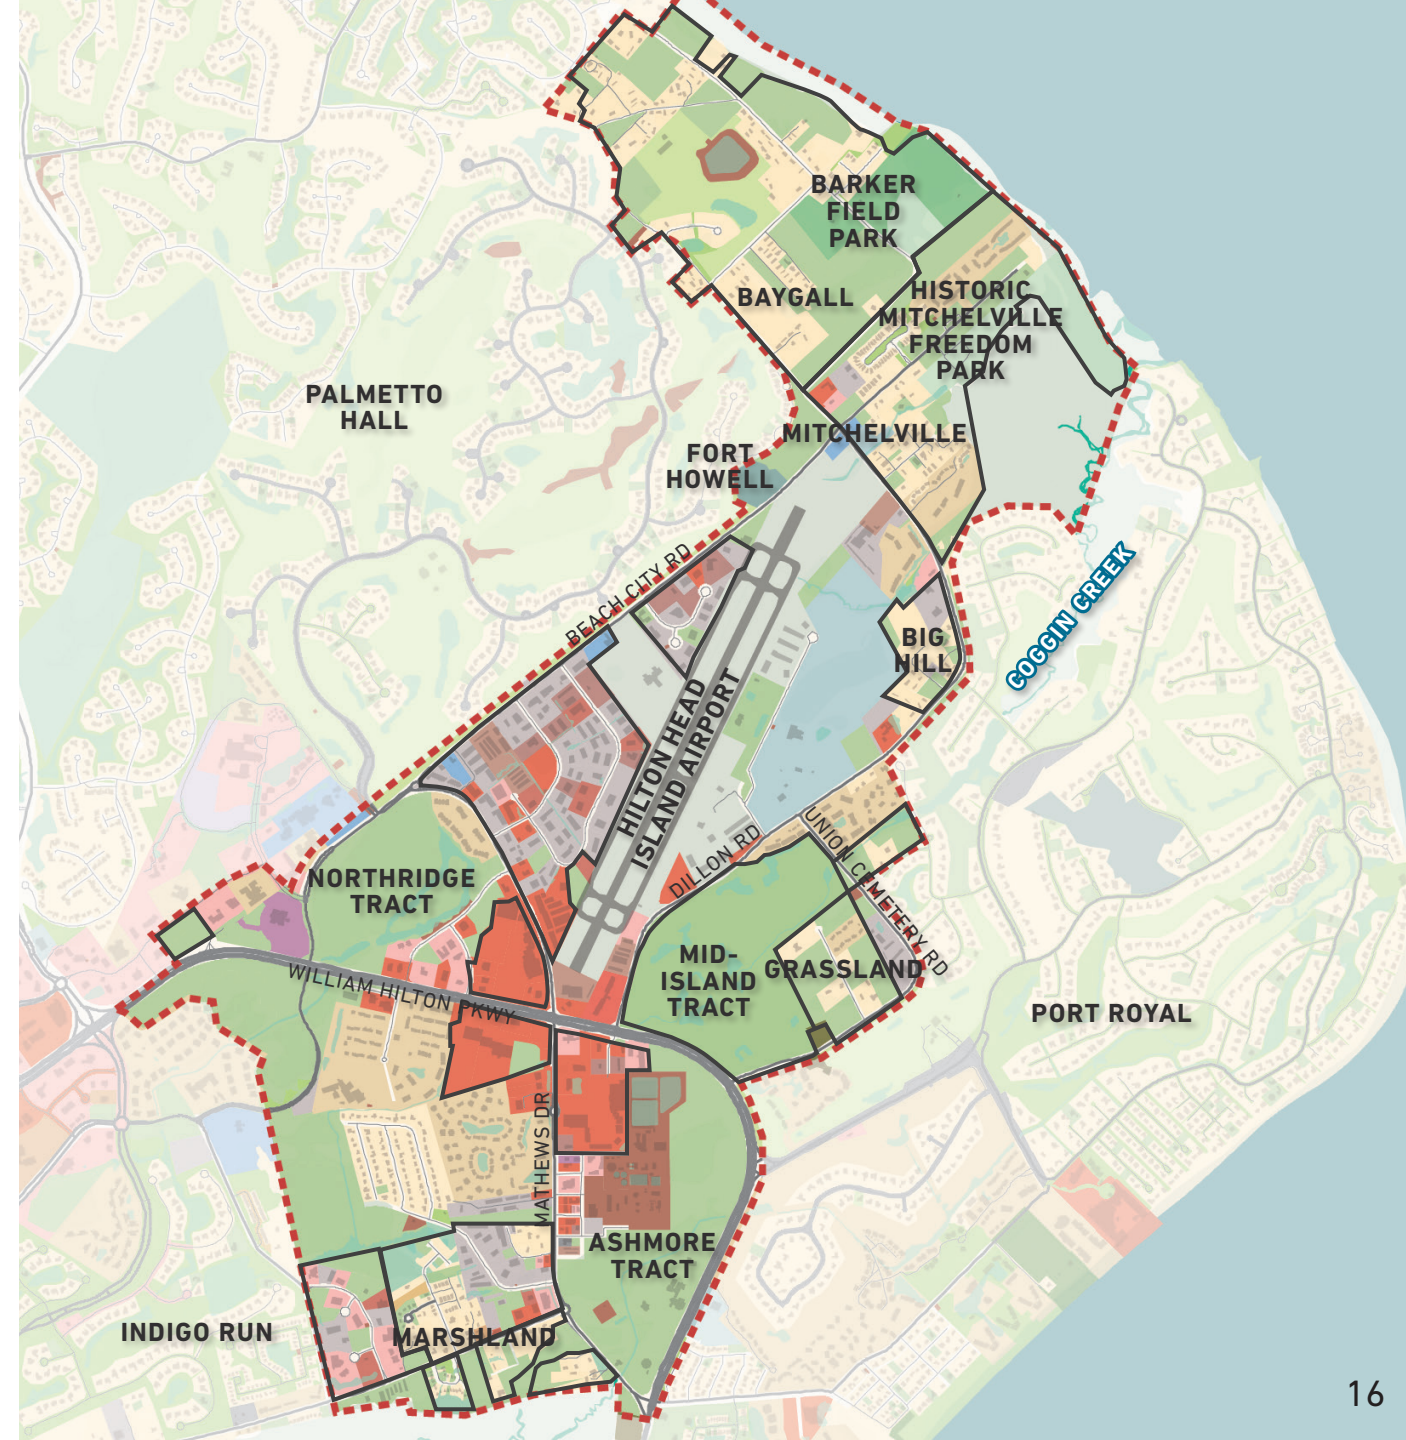 BARKER
FIELD
PARK
BAYGALL
HISTORIC
MITCHELVILLE
FREEDOM
PARK
PALMETTO
HALL
MITCHELVILLE
FORT
HOWELL
BEACH CITY RD
COGGIN CREEK
BIG
HILL
HILTON HEAD
ISLAND AIRPORT
DILLON RD
UNION CEMETERY RD
NORTHRIDGE
TRACT
MID-
ISLAND
TRACT
GRASSLAND
WILLIAM HILTON PKWY
PORT ROYAL
MATHEWS DR
ASHMORE
TRACT
INDIGO RUN
MARSHLAND
16